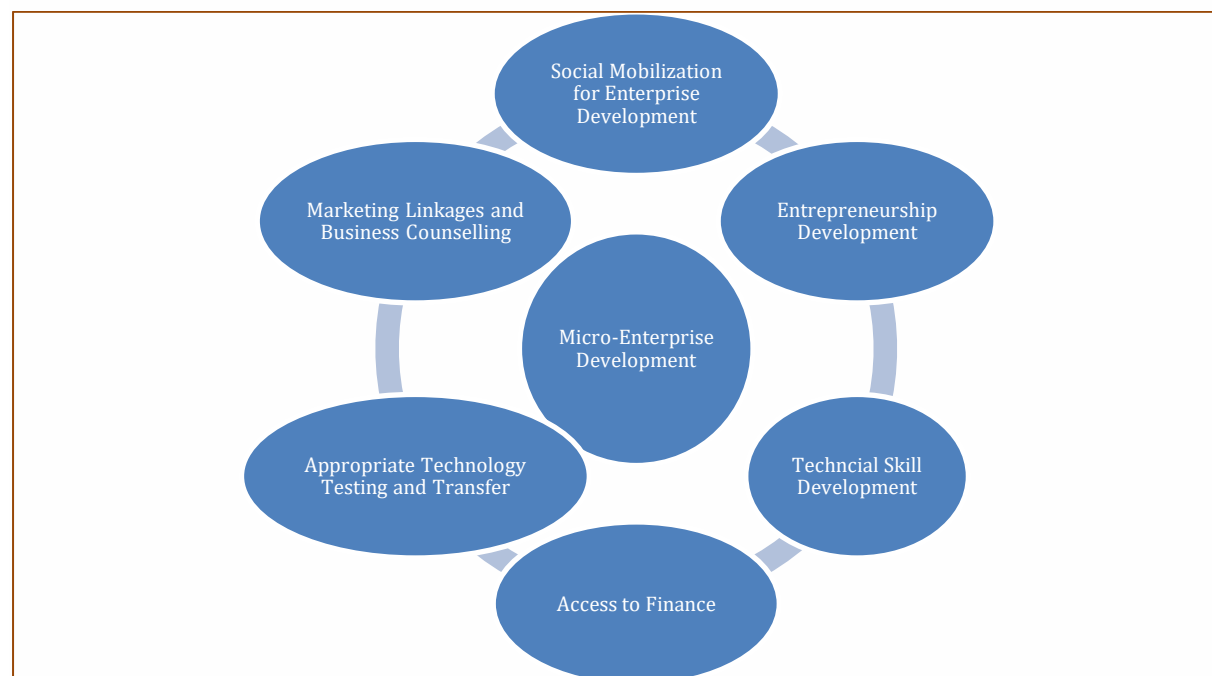 Social Mobilization
for Enterprise
Development
Marketing Linkages and
Business Counselling
Entrepreneurship
Development
Micro-Enterprise
Development
Appropriate Technology
Testing and Transfer
Techncial Skill
Development
Access to Finance